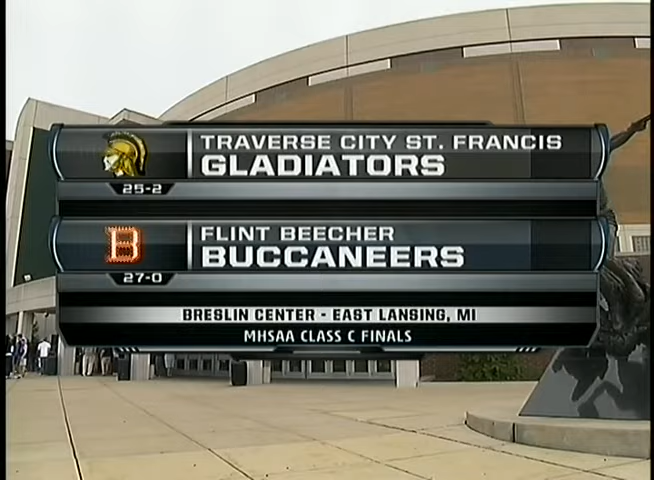 TRAVERSE CITY ST. FRANCIS
GLADIATORS
25-2
B
FLINT BEECHER
BUCCANEERS
27-0
BRESLIN CENTER - EAST LANSING, MI
MHSAA CLASS C FINALS